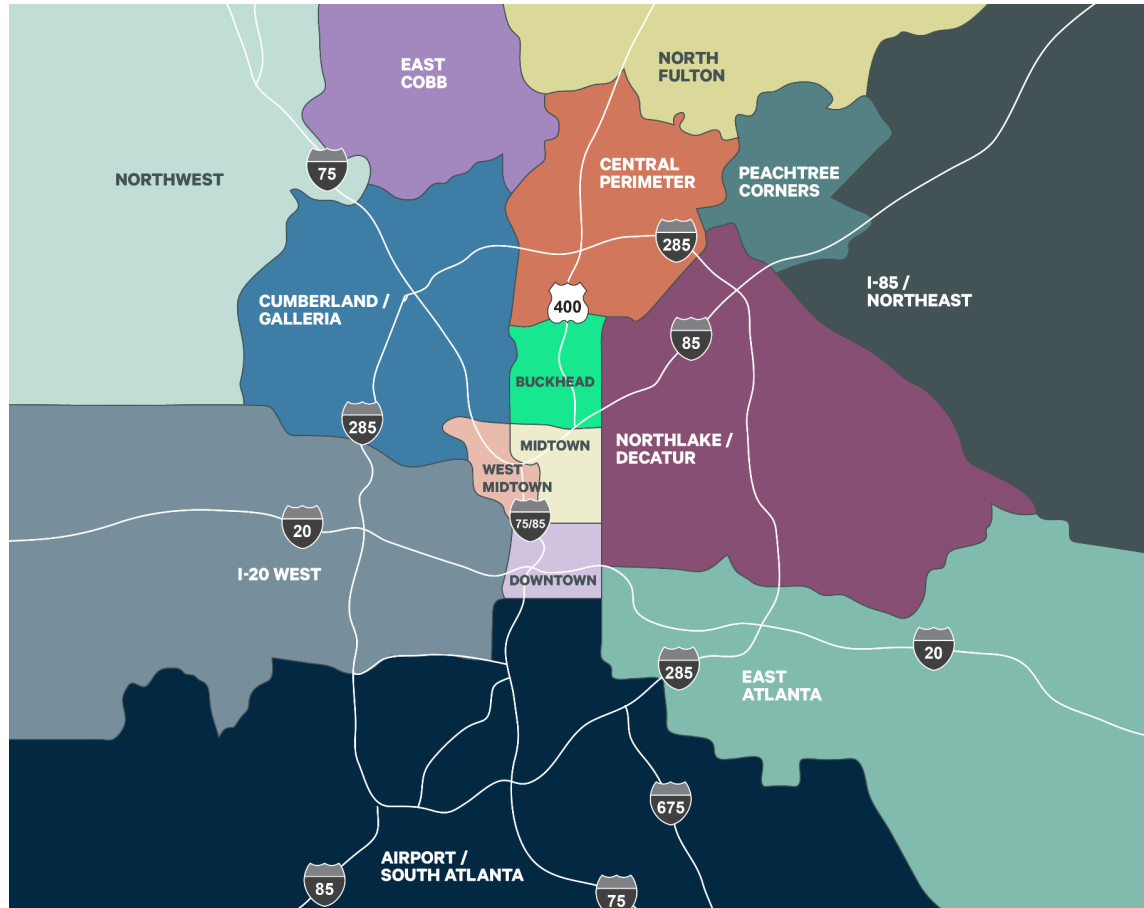 EAST
COBB
NORTH
FULTON
NORTHWEST
75
CENTRAL
PERIMETER
PEACHTREE
CORNERS
285
CUMBERLAND /
GALLERIA
400
I-85 /
NORTHEAST
85
BUCKHEAD
285
MIDTOWN
NORTHLAKE /
DECATUR
WEST
MIDTOWN
75/85
20
I-20 WEST
DOWNTOWN
20
285
EAST
ATLANTA
675
AIRPORT /
SOUTH ATLANTA
85
75